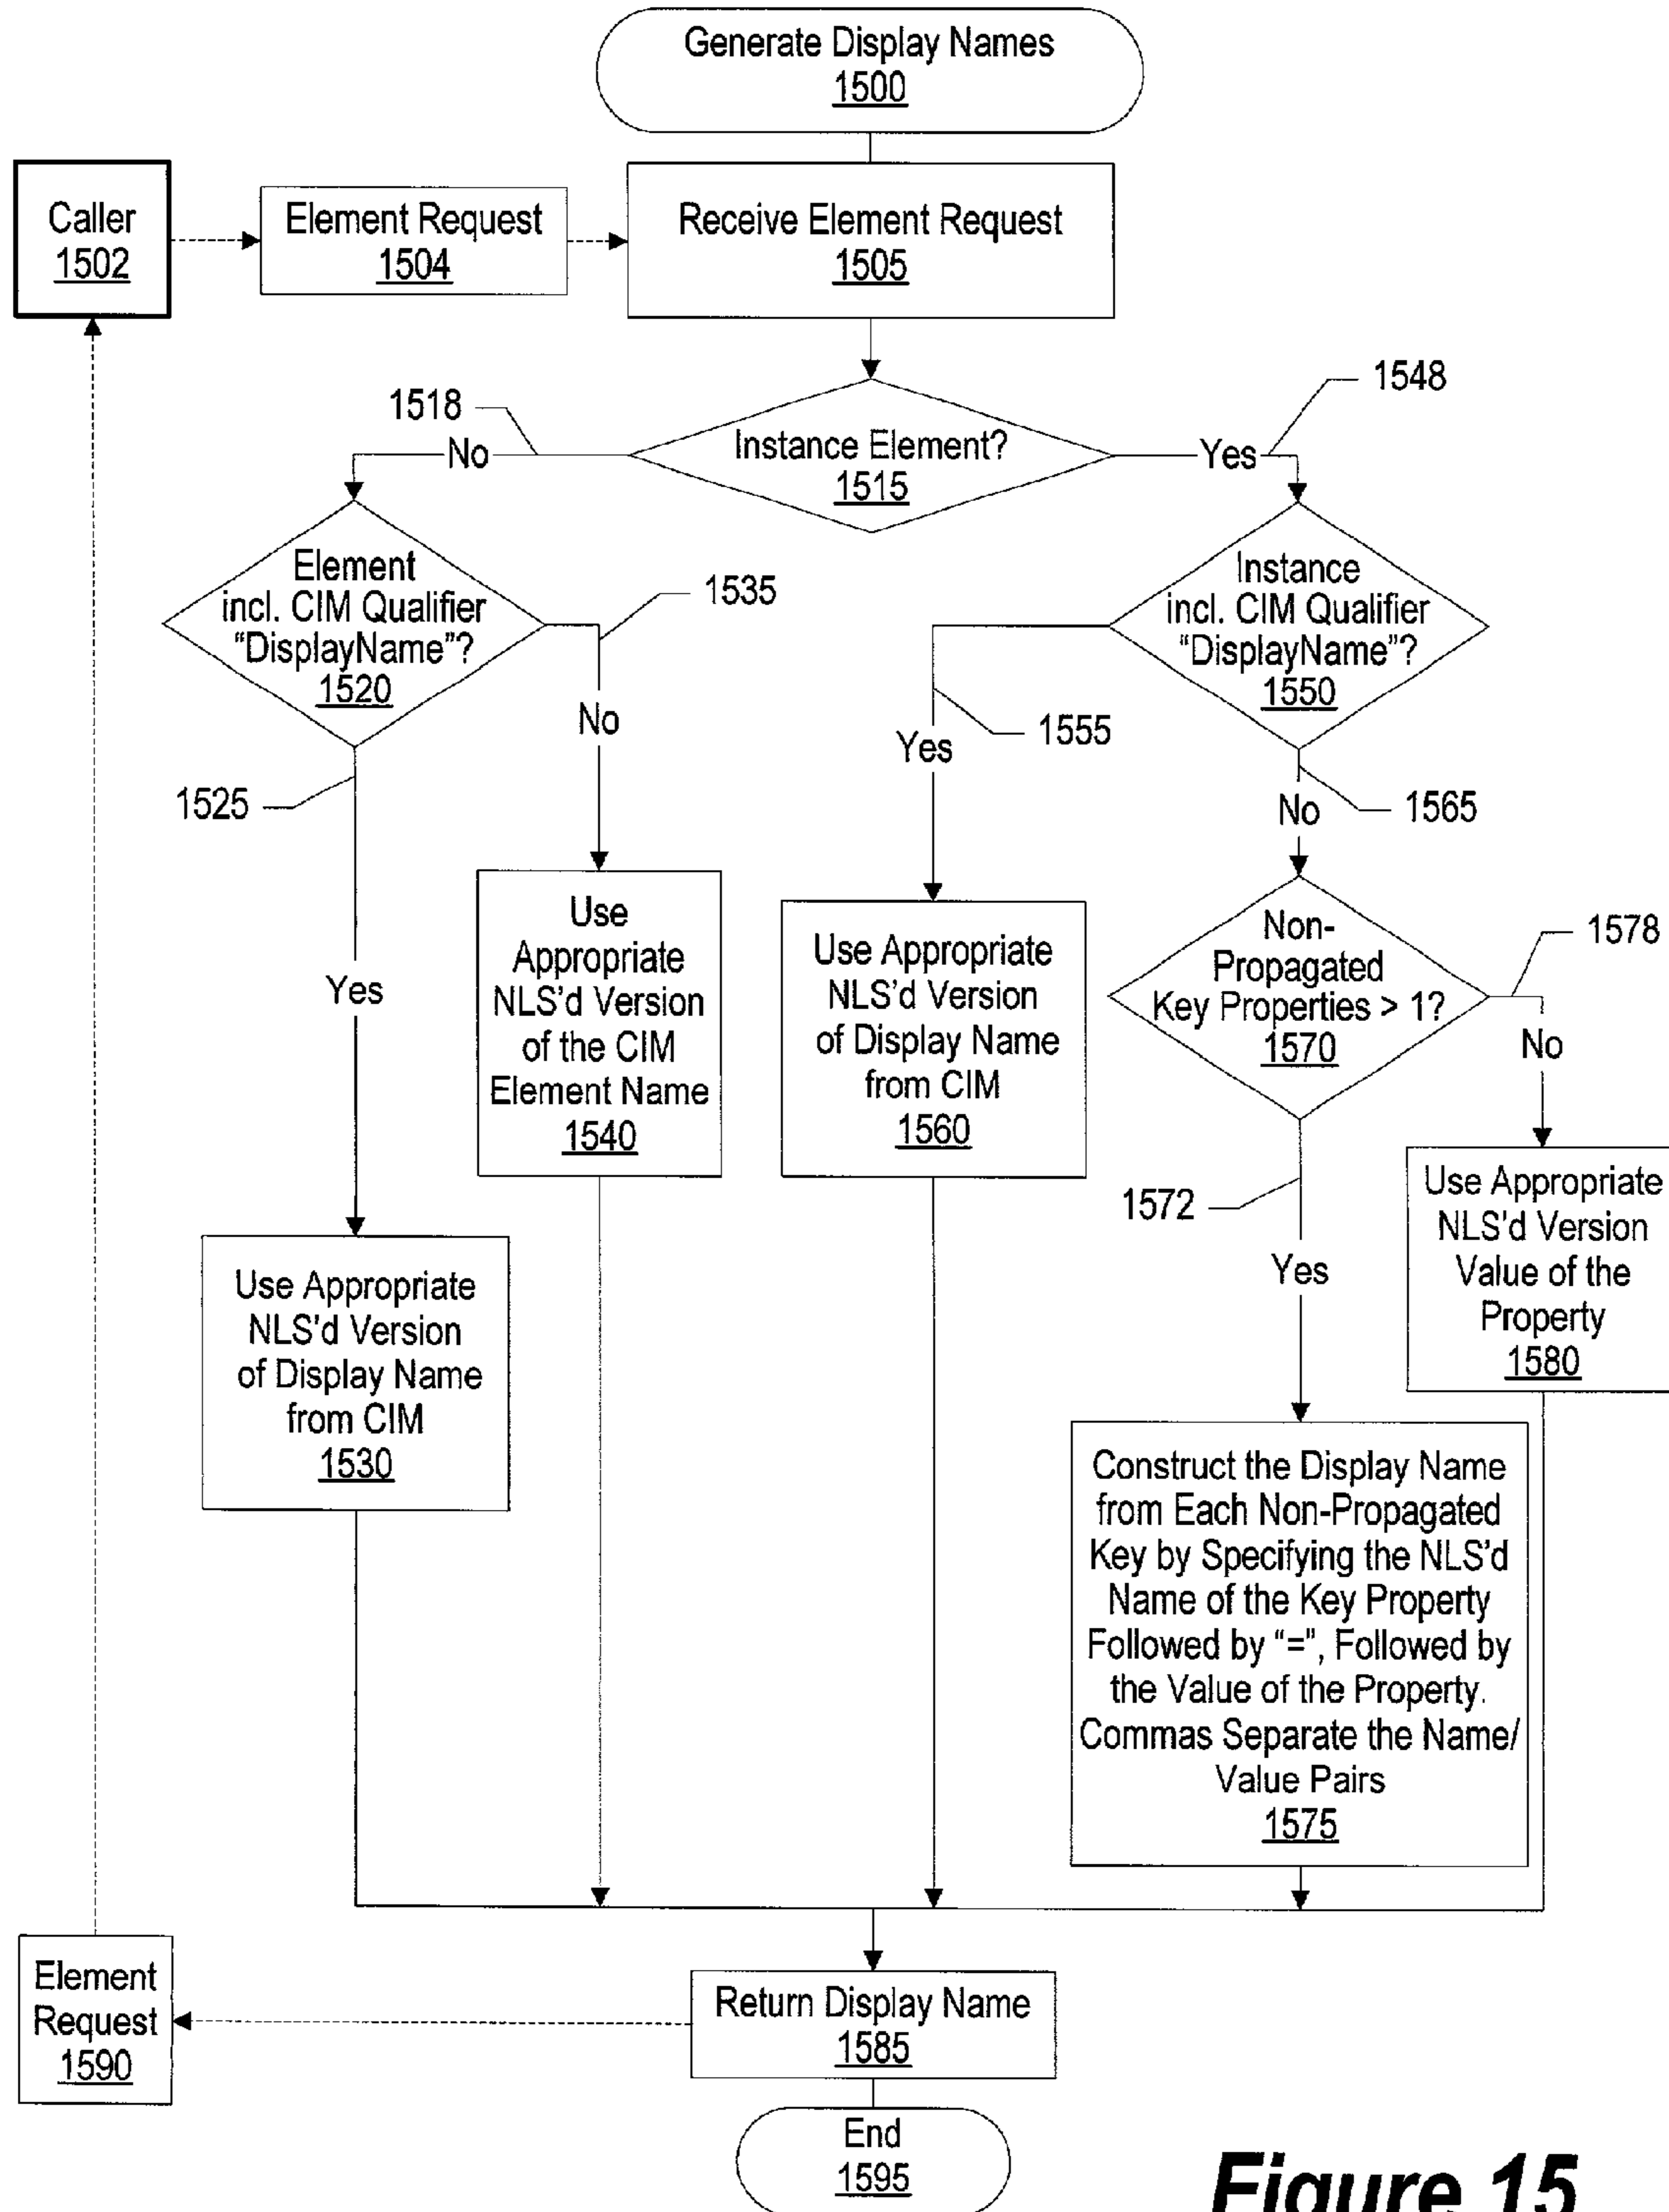 Generate Display Names
1500
Caller
1502
Element Request
1504
Receive Element Request
1505
1518
1548
No
Instance Element?
1515
Yes
Element
incl. CIM Qualifier
“DisplayName”?
1520
1535
No
1525
Yes
Instance
incl. CIM Qualifier
“DisplayName”?
1550
1555
Yes
1565
No
Use
Appropriate
NLS'd Version
of the CIM
Element Name
1540
Use Appropriate
NLS'd Version
of Display Name
from CIM
1560
Non-
Propagated
Key Properties > 1?
1570
1578
No
1572
Yes
Use Appropriate
NLS'd Version
Value of the
Property
1580
Use Appropriate
NLS'd Version
of Display Name
from CIM
1530
Construct the Display Name
from Each Non-Propagated
Key by Specifying the NLS'd
Name of the Key Property
Followed by “=”, Followed by
the Value of the Property.
Commas Separate the Name/
Value Pairs
1575
Element
Request
1590
Return Display Name
1585
End
1595
Figure 15